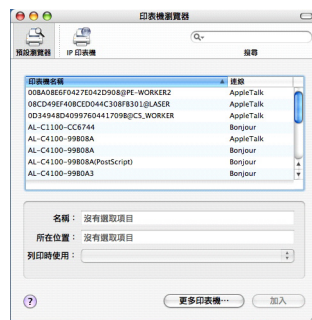 印表機瀏覽器
預設瀏覽器 IP 印表機 搜尋
印表機名稱 連線
00BA08E6F0427E042D908@PE-WORKER2 AppleTalk
08CD49EF40BCED044C308FB301@LASER AppleTalk
0D34948D4099760441709B@CS_WORKER AppleTalk
AL-C1100-CC6744 Bonjour
AL-C4100-99B08A Bonjour
AL-C4100-99B08A Bonjour
AL-C4100-99B08A(PostScript) Bonjour
AL-C4100-99B0A3 Bonjour
名稱： 沒有選取項目
所在位置： 沒有選取項目
列印時使用：
? 更多印表機… 加入